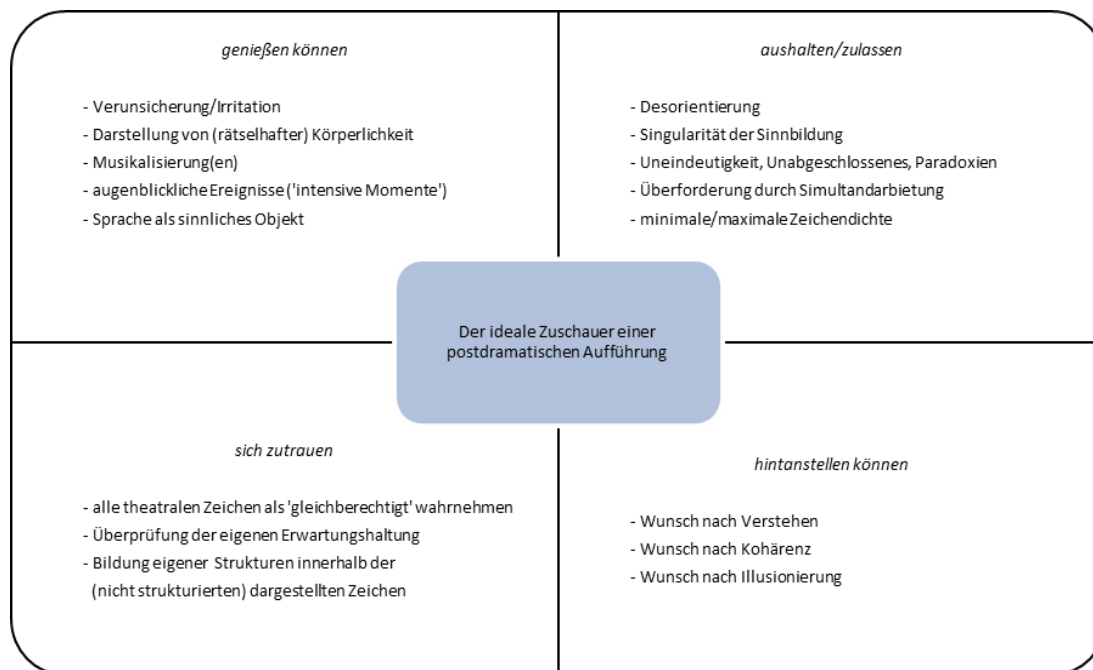 genießen können
- Verunsicherung/Irritation
- Darstellung von (rätselhafter) Körperlichkeit
- Musikalisierung(en)
- augenblickliche Ereignisse ('intensive Momente')
- Sprache als sinnliches Objekt
aushalten/zulassen
- Desorientierung
- Singularität der Sinnbildung
- Uneindeutigkeit, Unabgeschlossenes, Paradoxien
- Überforderung durch Simultandarbietung
- minimale/maximale Zeichendichte
Der ideale Zuschauer einer
postdramatischen Aufführung
sich zutrauen
- alle theatralen Zeichen als 'gleichberechtigt' wahrnehmen
- Überprüfung der eigenen Erwartungshaltung
- Bildung eigener Strukturen innerhalb der
(nicht strukturierten) dargestellten Zeichen
hintanstellen können
- Wunsch nach Verstehen
- Wunsch nach Kohärenz
- Wunsch nach Illusionierung